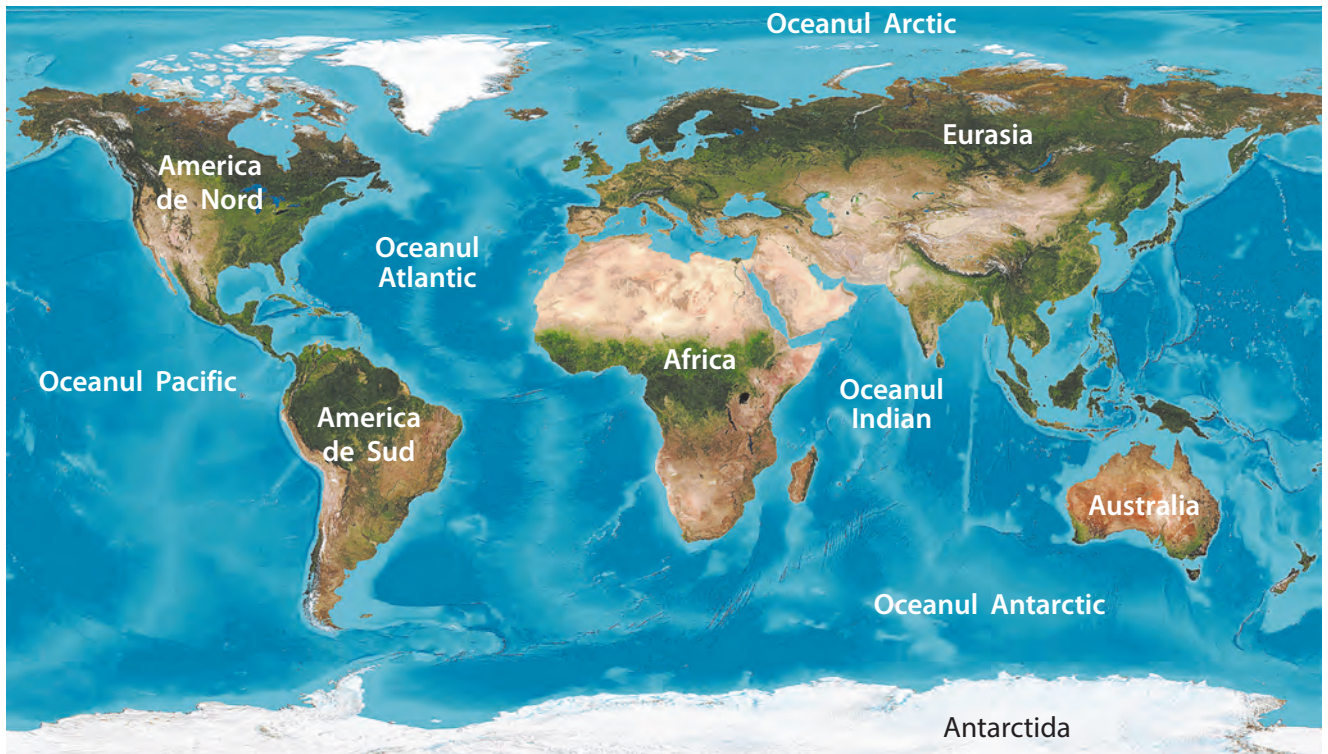 Oceanul Arctic
Eurasia
America
de Nord
Oceanul
Atlantic
Africa
Oceanul Pacific
Oceanul
Indian
America
de Sud
Australia
Oceanul Antarctic
Antarctida